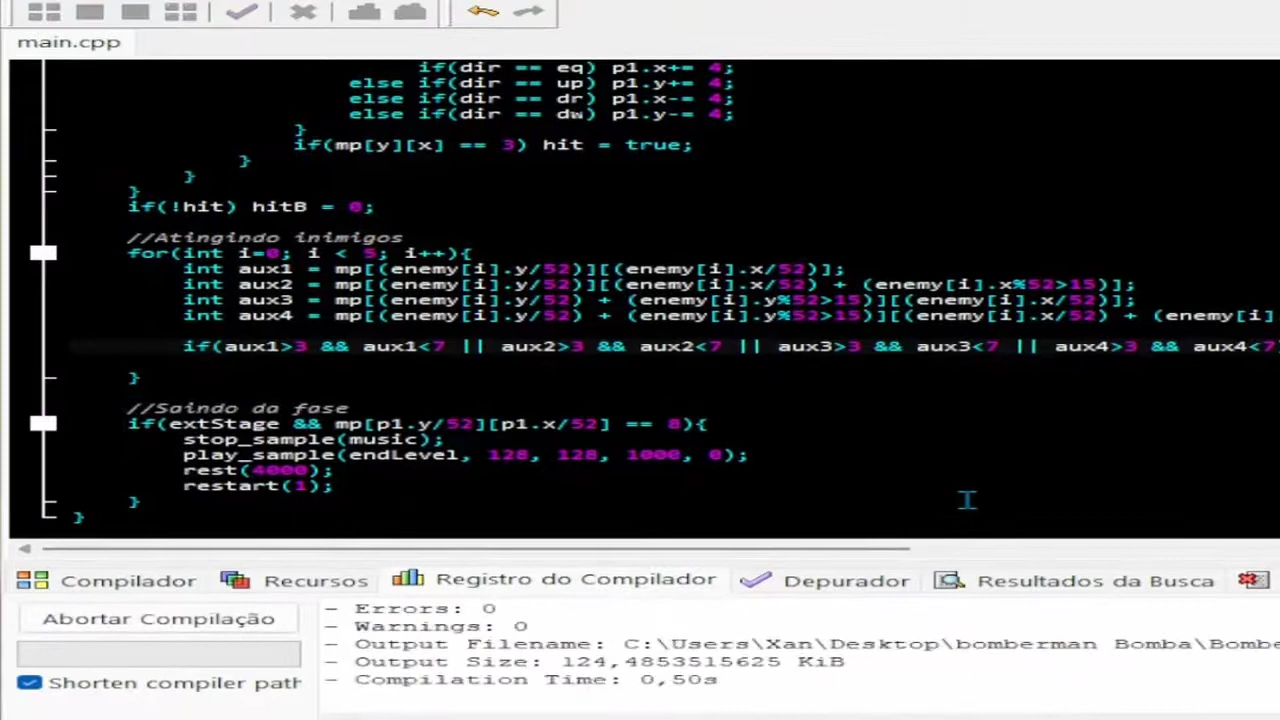 main.cpp
if(dir == eq) p1.x+= 4;
else if(dir == up) p1.y+= 4;
else if(dir == dr) p1.x-= 4;
else if(dir == dw) p1.y-= 4;
}
if(mp[y][x] == 3) hit = true;
}
}
}
if(!hit) hitB = 0;
//Atingindo inimigos
for(int i=0; i < 5; i++){
int aux1 = mp[(enemy[i].y/52)][(enemy[i].x/52)];
int aux2 = mp[(enemy[i].y/52)][(enemy[i].x/52) + (enemy[i].x%52>15)];
int aux3 = mp[(enemy[i].y/52) + (enemy[i].y%52>15)][(enemy[i].x/52)];
int aux4 = mp[(enemy[i].y/52) + (enemy[i].y%52>15)][(enemy[i].x/52) + (enemy[i]
if(aux1>3 && aux1<7 || aux2>3 && aux2<7 || aux3>3 && aux3<7 || aux4>3 && aux4<7
}
//Saindo da fase
if(extStage && mp[p1.y/52][p1.x/52] == 8){
stop_sample(music);
play_sample(endLevel, 128, 128, 1000, 0);
rest(4000);
restart(1);
}
}
Compilador Recursos Registro do Compilador Depurador Resultados da Busca
Abortar Compilação
Shorten compiler path
- Errors: 0
- Warnings: 0
- Output Filename: C:\Users\Xan\Desktop\bomberman Bomba\Bombe
- Output Size: 124,4853515625 KiB
- Compilation Time: 0,50s